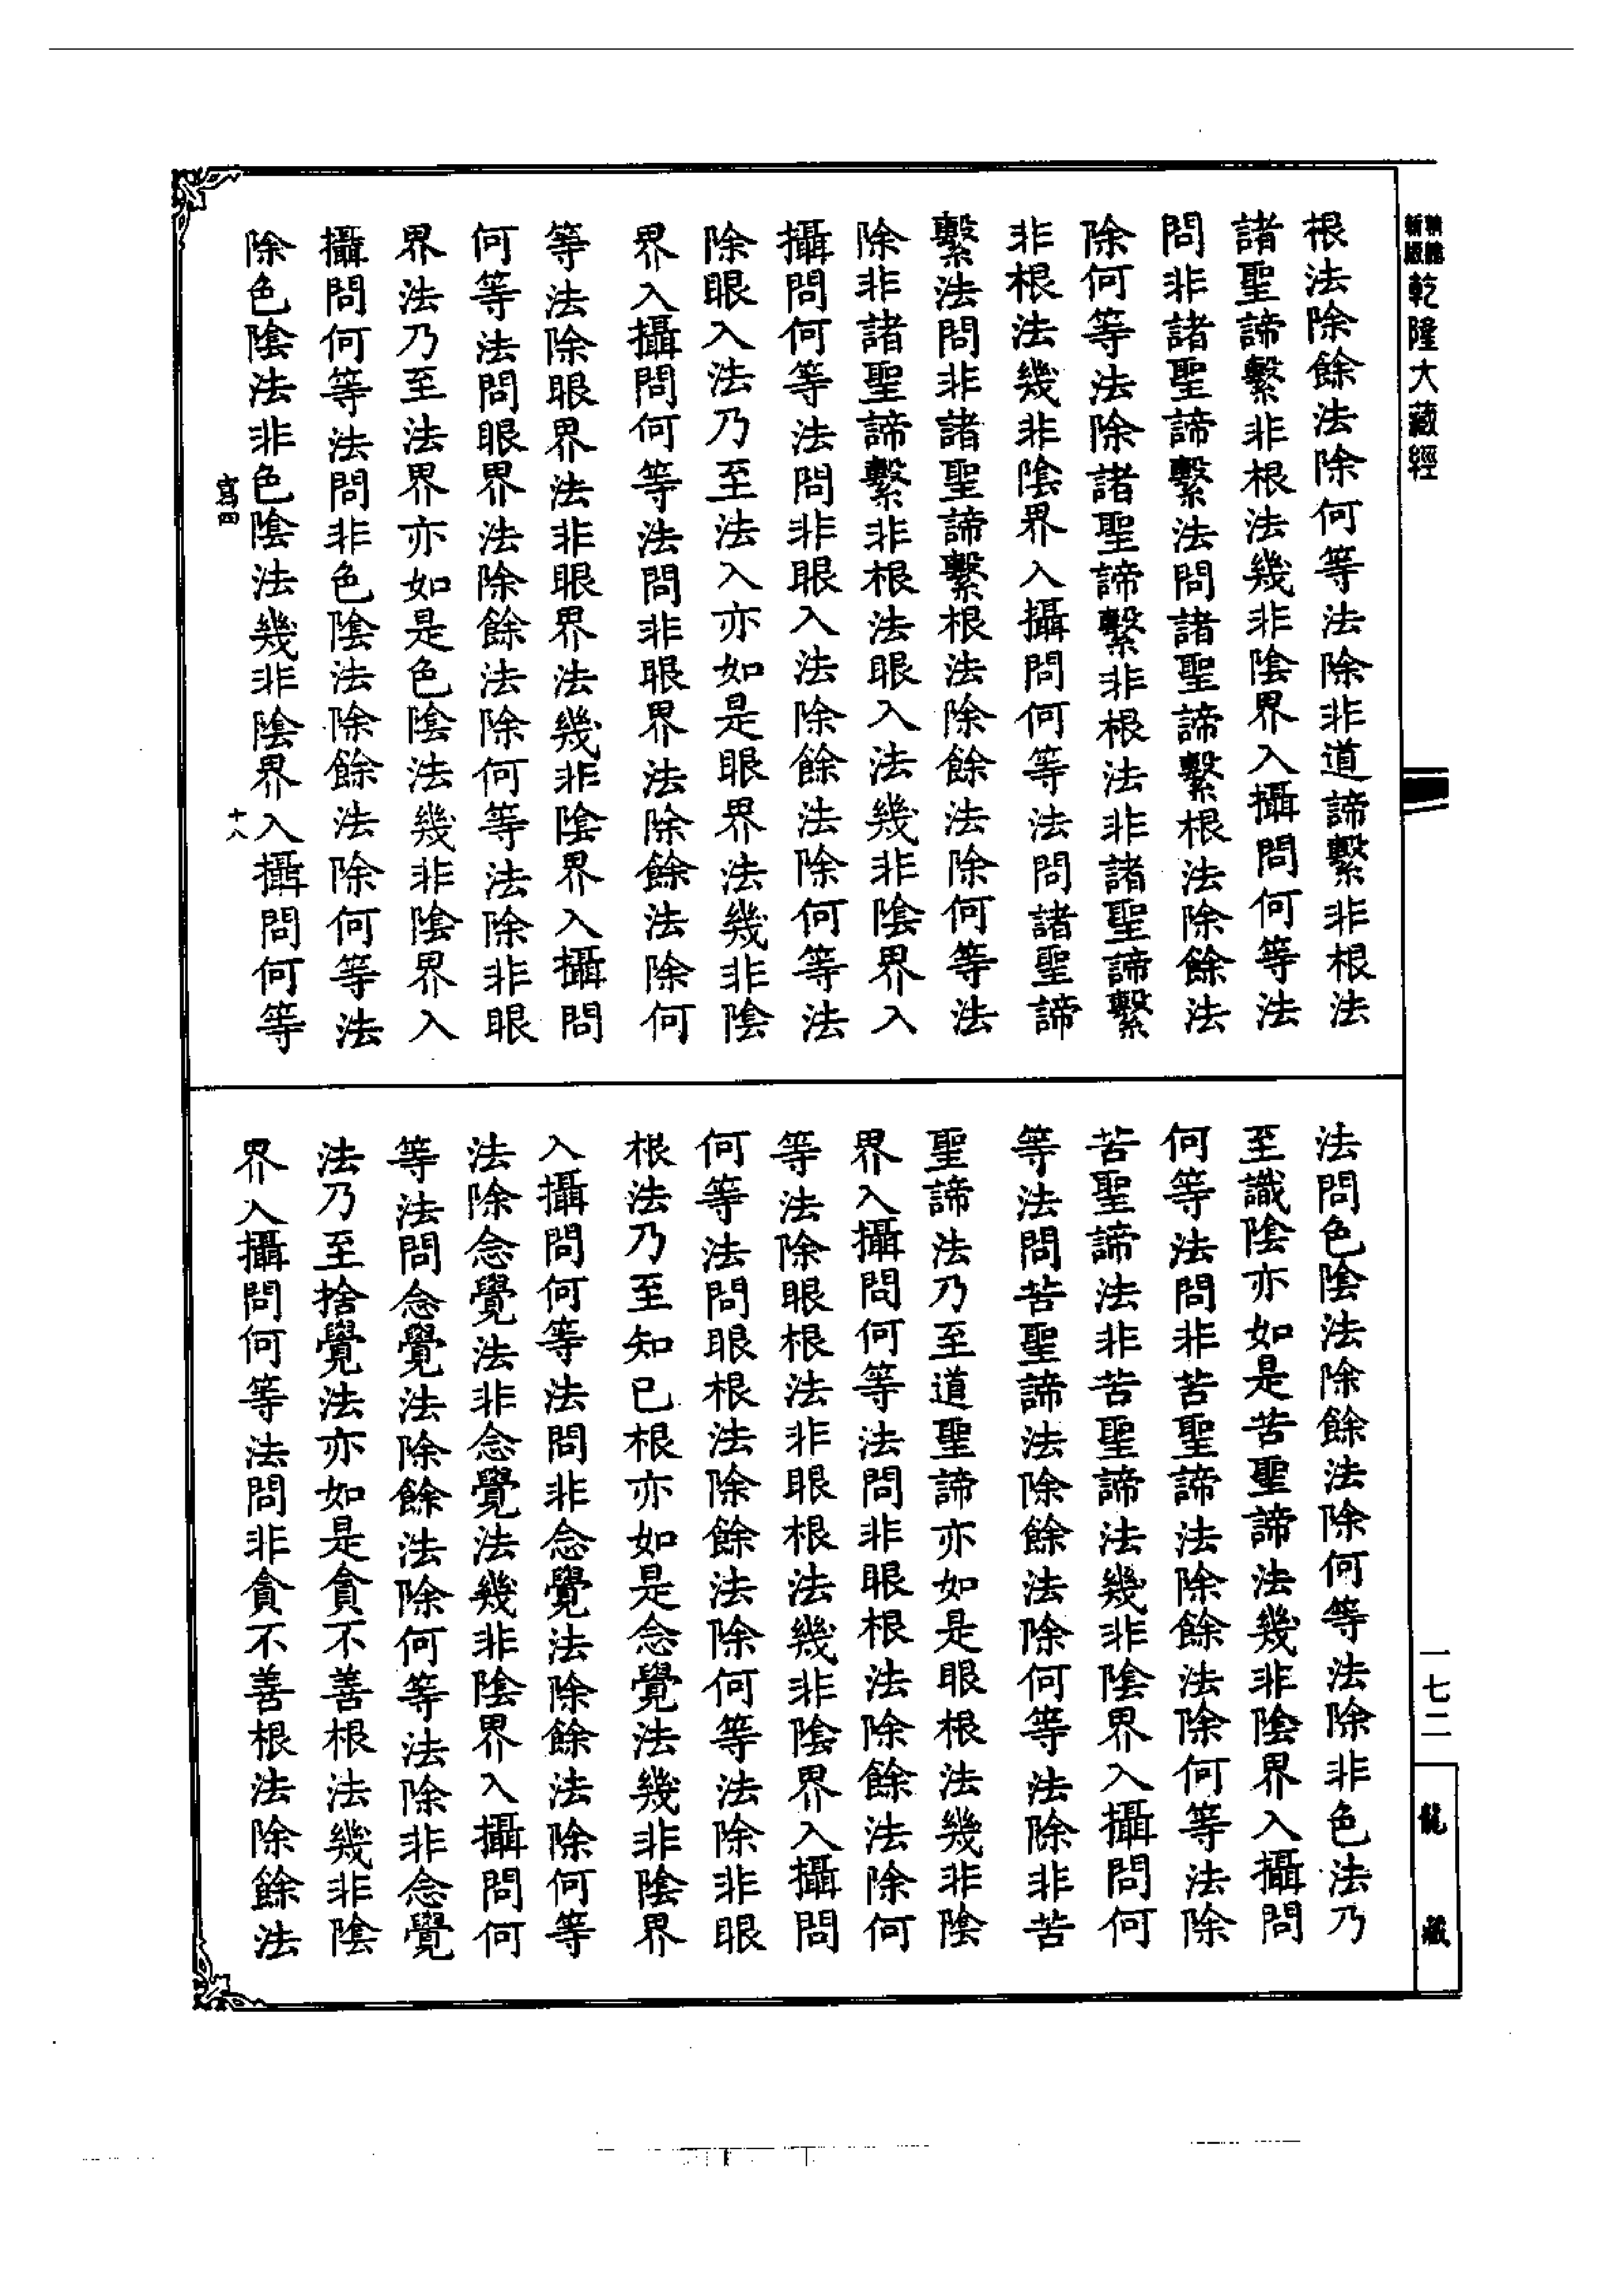 乾隆大藏經
根法除餘法除何等法除非道諦繫非根法
諸聖諦繫非根法幾非陰界入攝問何等法
問非諸聖諦繫法問諸聖諦繫根法除餘法
除何等法除諸聖諦繫非根法非諸聖諦繫
非根法幾非陰界入攝問何等法問諸聖諦
繫法問非諸聖諦繫根法除餘法除何等法
除非諸聖諦繫非根法眼入法幾非陰界入
攝問何等法問非眼入法除餘法除何等法
除眼入法乃至法入亦如是眼界法幾非陰
界入攝問何等法問非眼界法除餘法除何
等法除眼界法非眼界法幾非陰界入攝問
何等法問眼界法除餘法除何等法除非眼
界法乃至法界亦如是色陰法幾非陰界入
攝問何等法問非色陰法除餘法除何等法
除色陰法非色陰法幾非陰界入攝問何等
寫四
十八
法問色陰法除餘法除何等法除非色法乃
至識陰亦如是苦聖諦法幾非陰界入攝問
何等法問非苦聖諦法除餘法除何等法除
苦聖諦法非苦聖諦法幾非陰界入攝問何
等法問苦聖諦法除餘法除何等法除非苦
聖諦法乃至道聖諦亦如是眼根法幾非陰
界入攝問何等法問非眼根法除餘法除何
等法除眼根法非眼根法幾非陰界入攝問
何等法問眼根法除餘法除何等法除非眼
根法乃至知已根亦如是念覺法幾非陰界
入攝問何等法問非念覺法除餘法除何等
法除念覺法非念覺法幾非陰界入攝問何
等法問念覺法除餘法除何等法除非念覺
法乃至捨覺法亦如是貪不善根法幾非陰
界入攝問何等法問非貪不善根法除餘法
一七二
龍藏